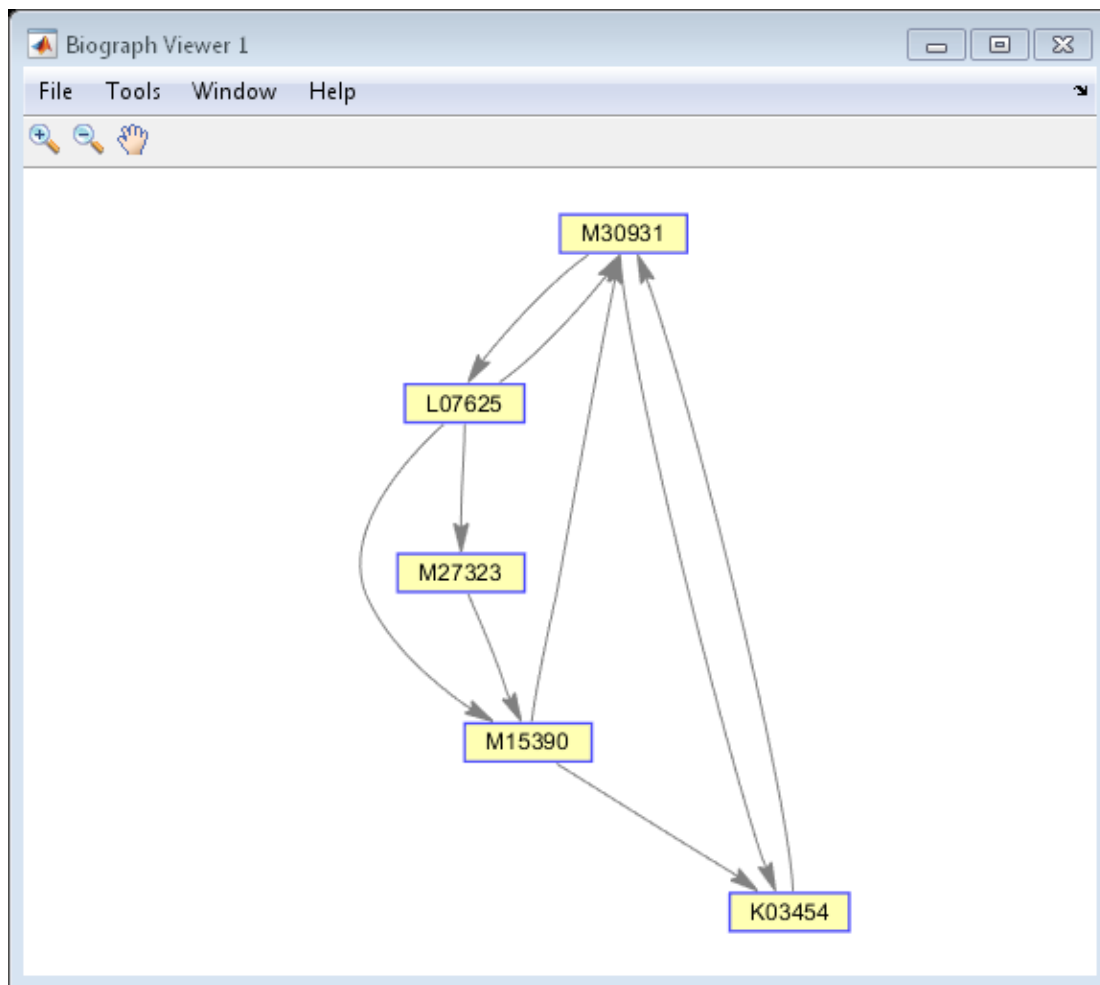 Biograph Viewer 1
File Tools Window Help
M30931
L07625
M27323
M15390
K03454